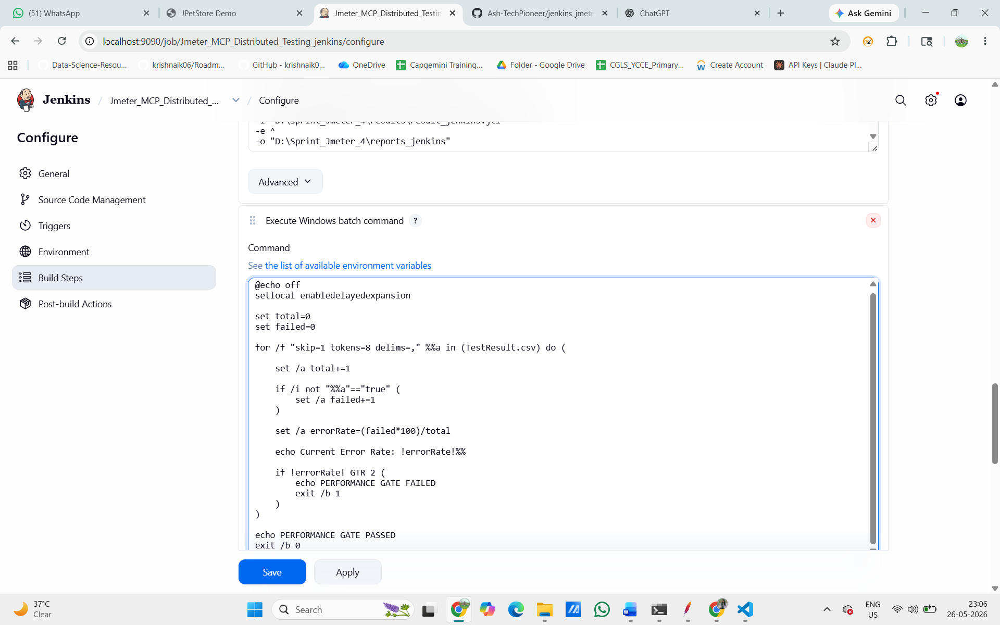 (51) WhatsApp
JPetStore Demo
Jmeter_MCP_Distributed_Testin
Ash-TechPioneer/jenkins_jmete
ChatGPT
Ask Gemini
localhost:9090/job/Jmeter_MCP_Distributed_Testing_jenkins/configure
Data-Science-Resou...
krishnaik06/Roadm...
GitHub - krishnaik0...
OneDrive
Capgemini Training...
Folder - Google Drive
CGLS_YCCE_Primary...
Create Account
API Keys | Claude Pl...
Jenkins / Jmeter_MCP_Distributed_... / Configure
Configure
General
Source Code Management
Triggers
Environment
Build Steps
Post-build Actions
-l "D:\Sprint_Jmeter_4\results\result_jenkins.jtl"
-e ^
-o "D:\Sprint_Jmeter_4\reports_jenkins"
Advanced
Execute Windows batch command ?
Command
See the list of available environment variables
@echo off
setlocal enabledelayedexpansion
set total=0
set failed=0
for /f "skip=1 tokens=8 delims=," %%a in (TestResult.csv) do (
set /a total+=1
if /i not "%%a"=="true" (
set /a failed+=1
)
set /a errorRate=(failed*100)/total
echo Current Error Rate: !errorRate!%%
if !errorRate! GTR 2 (
echo PERFORMANCE GATE FAILED
exit /b 1
)
)
echo PERFORMANCE GATE PASSED
exit /b 0
Save
Apply
37°C
Clear
Search
ENG
US
23:06
26-05-2026